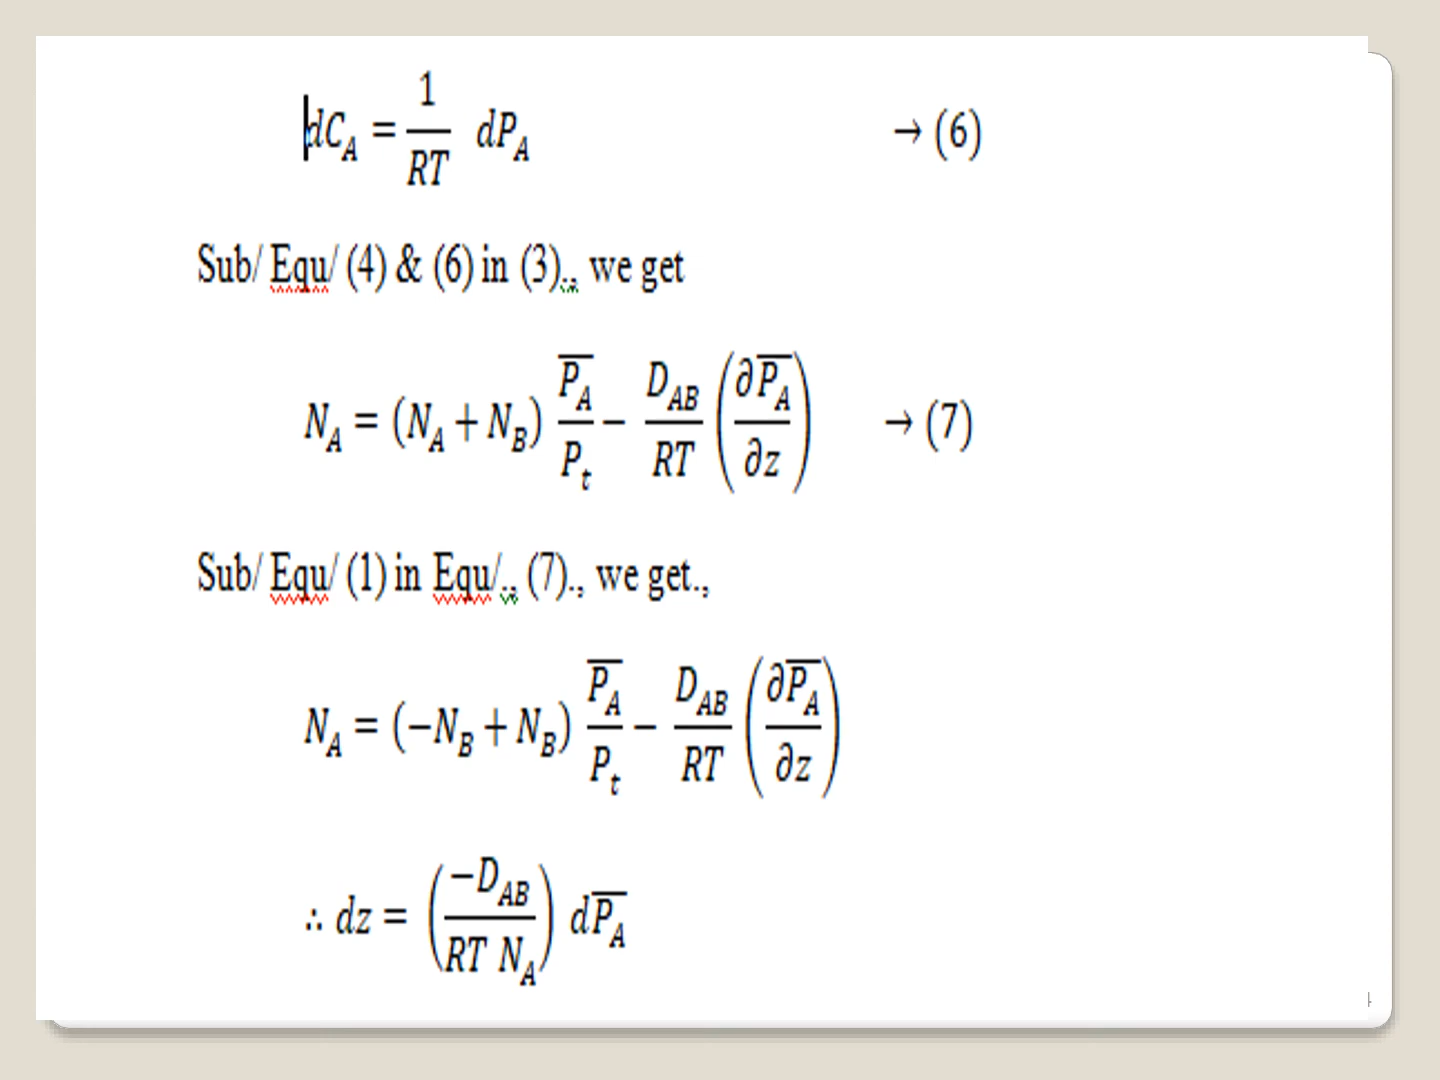 dC_A = 1/RT dP_A → (6)
Sub/ Equ/ (4) & (6) in (3)., we get
N_A = (N_A + N_B) P̅_A/P_t − D_AB/RT (∂P̅_A/∂z) → (7)
Sub/ Equ/ (1) in Equ/., (7)., we get.,
N_A = (−N_B + N_B) P̅_A/P_t − D_AB/RT (∂P̅_A/∂z)
∴ dz = (−D_AB/RT N_A) dP̅_A